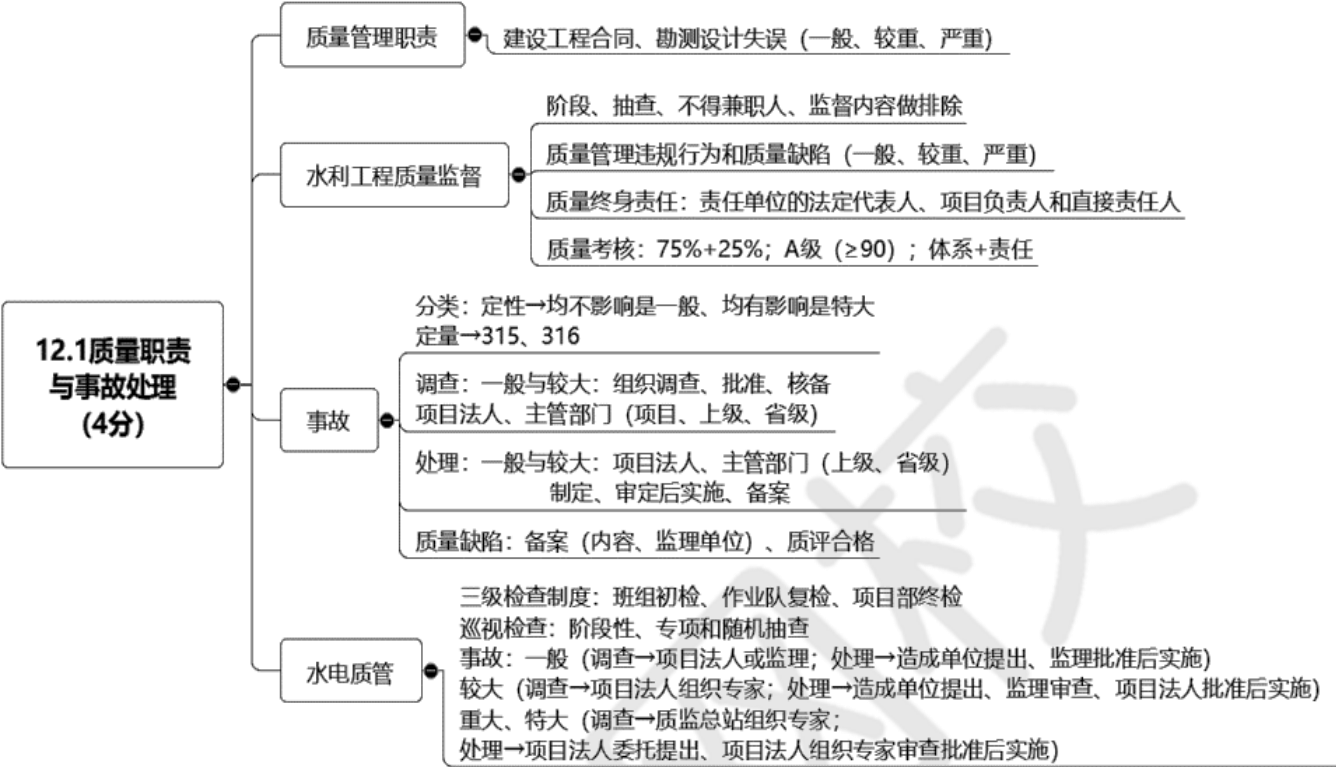 12.1质量职责
与事故处理
(4分)
质量管理职责
建设工程合同、勘测设计失误（一般、较重、严重）
水利工程质量监督
阶段、抽查、不得兼职人、监督内容做排除
质量管理违规行为和质量缺陷（一般、较重、严重）
质量终身责任：责任单位的法定代表人、项目负责人和直接责任人
质量考核：75%+25%；A级（≥90）；体系+责任
事故
分类：定性→均不影响是一般、均有影响是特大
定量→315、316
调查：一般与较大：组织调查、批准、核备
项目法人、主管部门（项目、上级、省级）
处理：一般与较大：项目法人、主管部门（上级、省级）
制定、审定后实施、备案
质量缺陷：备案（内容、监理单位）、质评合格
水电质管
三级检查制度：班组初检、作业队复检、项目部终检
巡视检查：阶段性、专项和随机抽查
事故：一般（调查→项目法人或监理；处理→造成单位提出、监理批准后实施）
较大（调查→项目法人组织专家；处理→造成单位提出、监理审查、项目法人批准后实施）
重大、特大（调查→质监总站组织专家；
处理→项目法人委托提出、项目法人组织专家审查批准后实施）
网校